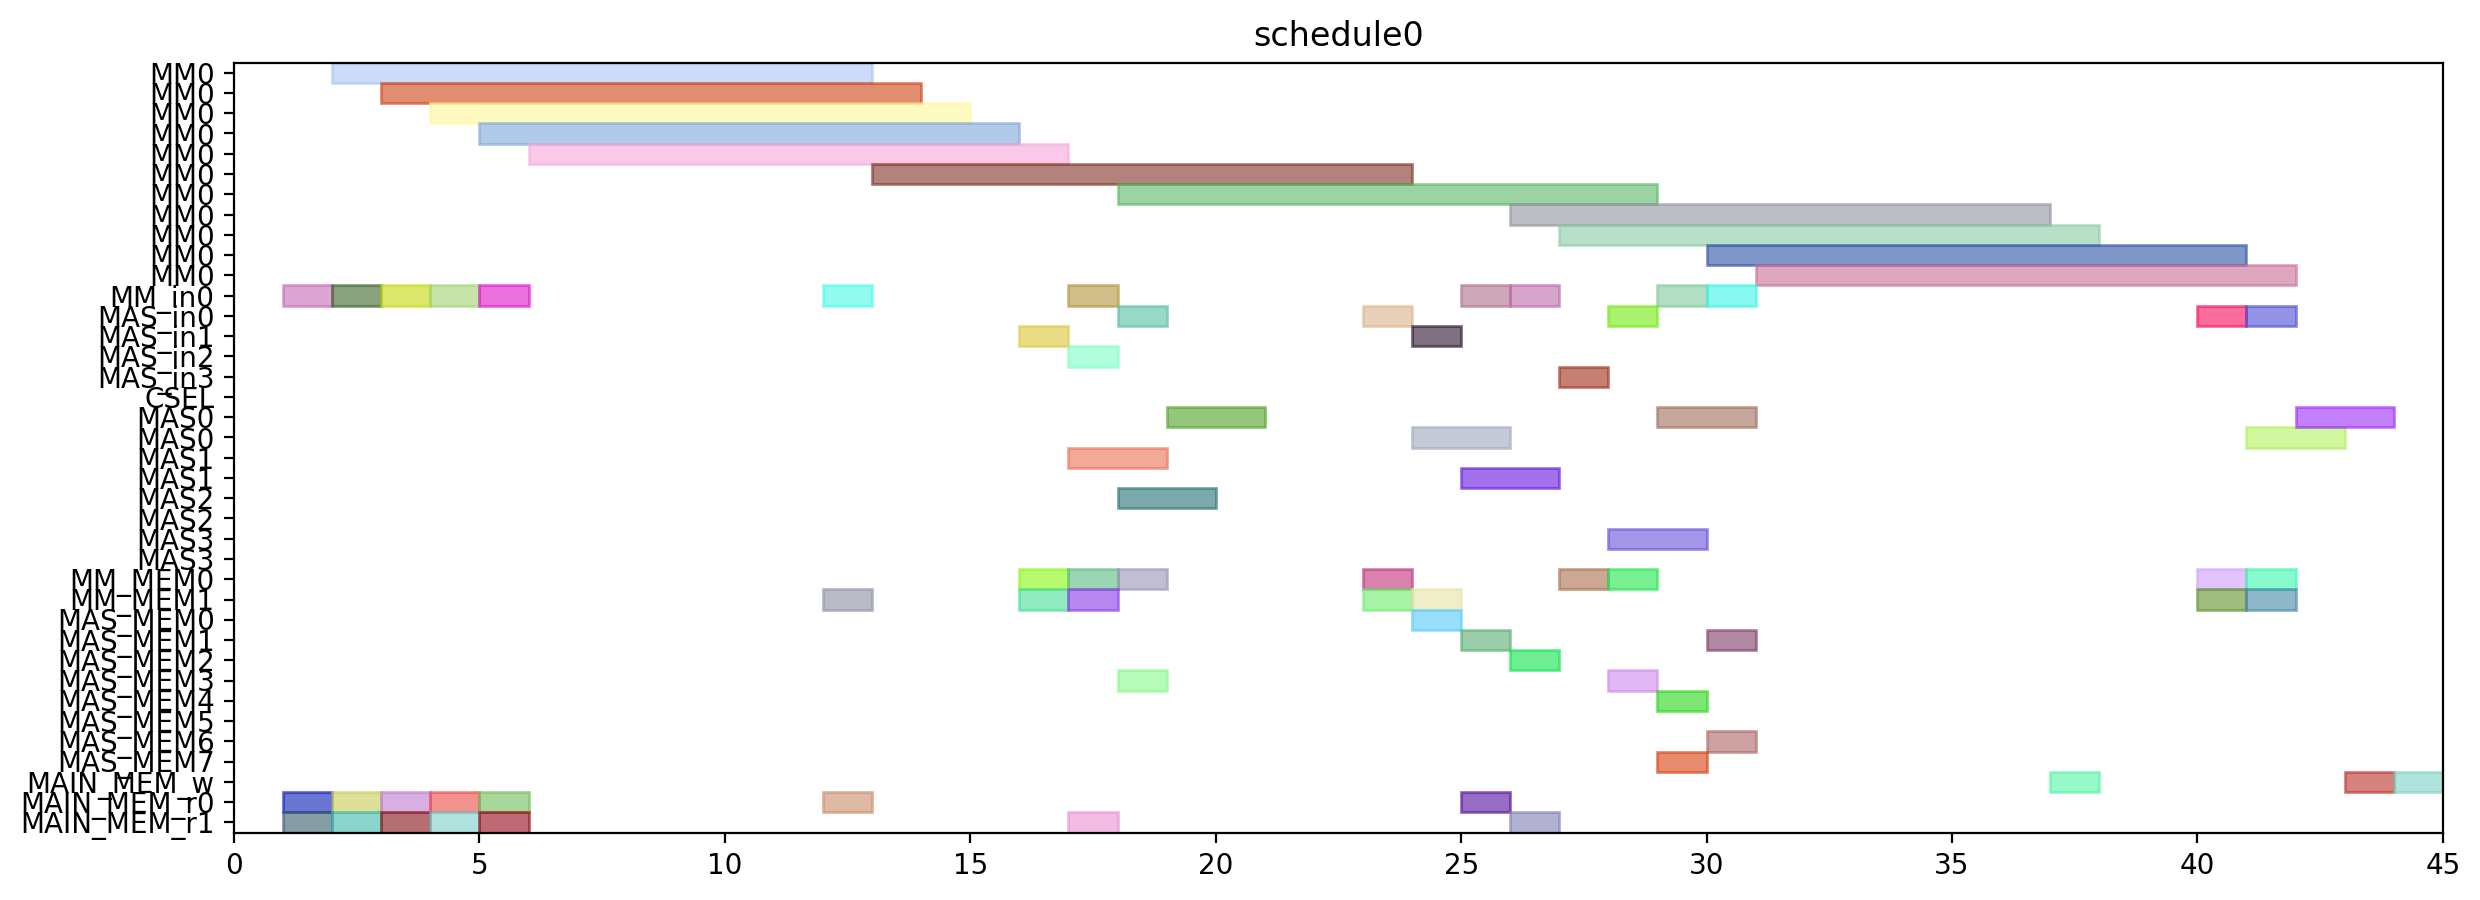 schedule0
MM0
MM0
MM0
MM0
MM0
MM0
MM0
MM0
MM0
MM0
MM0
MM_in0
MAS_in0
MAS_in1
MAS_in2
MAS_in3
CSEL
MAS0
MAS0
MAS1
MAS1
MAS2
MAS2
MAS3
MAS3
MM_MEM0
MM_MEM1
MAS_MEM0
MAS_MEM1
MAS_MEM2
MAS_MEM3
MAS_MEM4
MAS_MEM5
MAS_MEM6
MAS_MEM7
MAIN_MEM_w
MAIN_MEM_r0
MAIN_MEM_r1
0 5 10 15 20 25 30 35 40 45